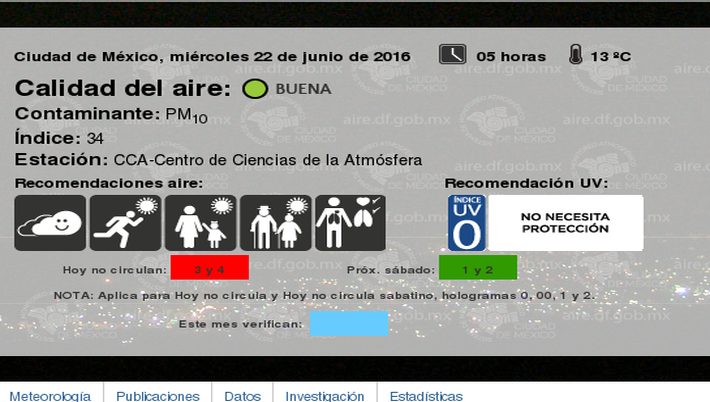 Ciudad de México, miércoles 22 de junio de 2016
05 horas
13 ºC
Calidad del aire: BUENA
Contaminante: PM10
Índice: 34
Estación: CCA-Centro de Ciencias de la Atmósfera
Recomendaciones aire:
Recomendación UV:
ÍNDICE
UV
0
NO NECESITA
PROTECCIÓN
Hoy no circulan: 3 y 4
Próx. sábado: 1 y 2
NOTA: Aplica para Hoy no circula y Hoy no circula sabatino, hologramas 0, 00, 1 y 2.
Este mes verifican:
Meteorología
Publicaciones
Datos
Investigación
Estadísticas
aire.df.gob.mx
CIUDAD
DE MÉXICO